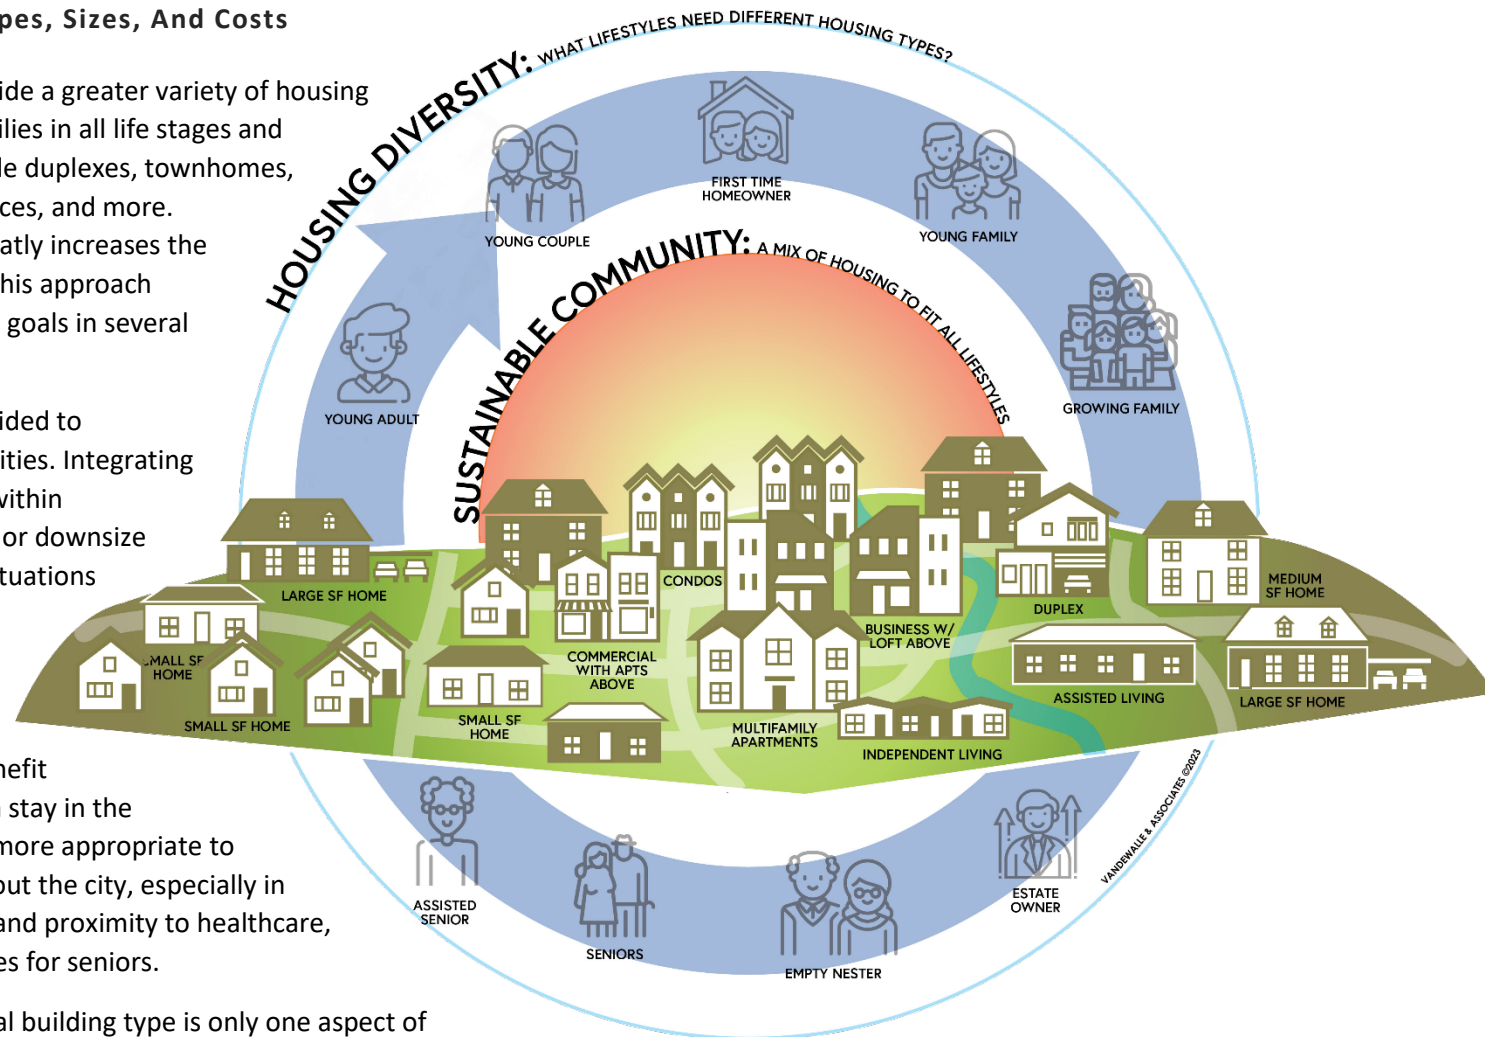 pes, Sizes, And Costs
ide a greater variety of housing
ilies in all life stages and
le duplexes, townhomes,
ces, and more.
atly increases the
his approach
goals in several
ided to
ities. Integrating
within
or downsize
tuations
nefit
stay in the
more appropriate to
out the city, especially in
and proximity to healthcare,
es for seniors.
al building type is only one aspect of
HOUSING DIVERSITY: WHAT LIFESTYLES NEED DIFFERENT HOUSING TYPES?
SUSTAINABLE COMMUNITY: A MIX OF HOUSING TO FIT ALL LIFESTYLES
YOUNG ADULT
YOUNG COUPLE
FIRST TIME
HOMEOWNER
YOUNG FAMILY
GROWING FAMILY
LARGE SF HOME
SMALL SF
HOME
SMALL SF HOME
SMALL SF
HOME
COMMERCIAL
WITH APTS
ABOVE
CONDOS
MULTIFAMILY
APARTMENTS
BUSINESS W/
LOFT ABOVE
INDEPENDENT LIVING
DUPLEX
ASSISTED LIVING
MEDIUM
SF HOME
LARGE SF HOME
ASSISTED
SENIOR
SENIORS
EMPTY NESTER
ESTATE
OWNER
VANDEWALLE & ASSOCIATES ©2023